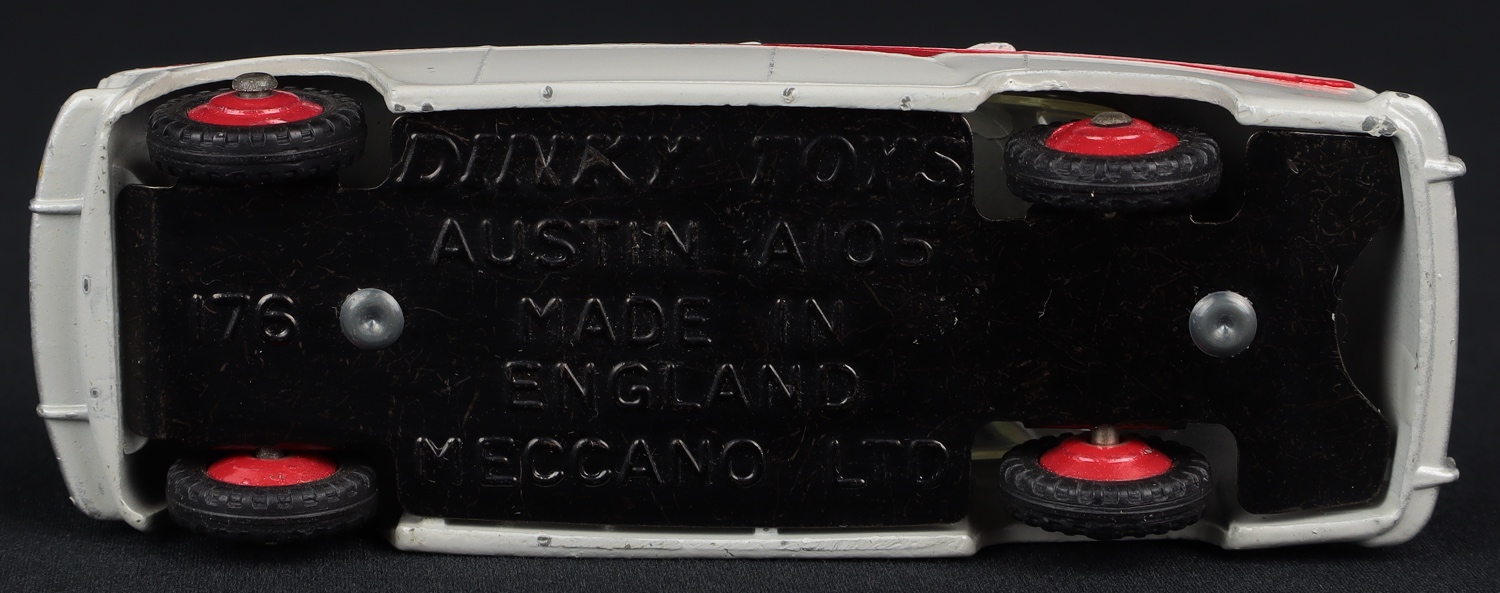 DINKY TOYS
AUSTIN A105
176
MADE IN
ENGLAND
MECCANO LTD